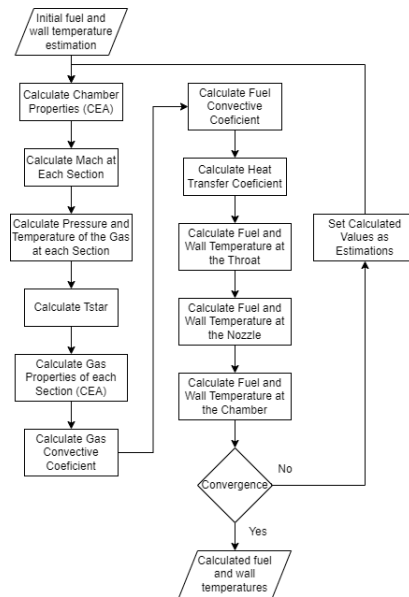 Initial fuel and
wall temperature
estimation
Calculate Chamber
Properties (CEA)
Calculate Mach at
Each Section
Calculate Pressure and
Temperature of the Gas
at each Section
Calculate Tstar
Calculate Gas
Properties of each
Section (CEA)
Calculate Gas
Convective
Coeficient
Calculate Fuel
Convective
Coeficient
Calculate Heat
Transfer Coeficient
Calculate Fuel and
Wall Temperature at
the Throat
Calculate Fuel and
Wall Temperature at
the Nozzle
Calculate Fuel and
Wall Temperature at
the Chamber
Convergence
No
Yes
Set Calculated
Values as
Estimations
Calculated fuel
and wall
temperatures